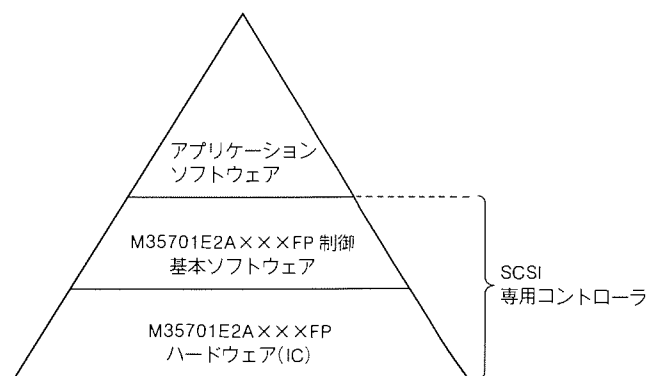 アプリケーション
ソフトウェア
M35701E2A×××FP 制御
基本ソフトウェア
M35701E2A×××FP
ハードウェア(IC)
SCSI
専用コントローラ